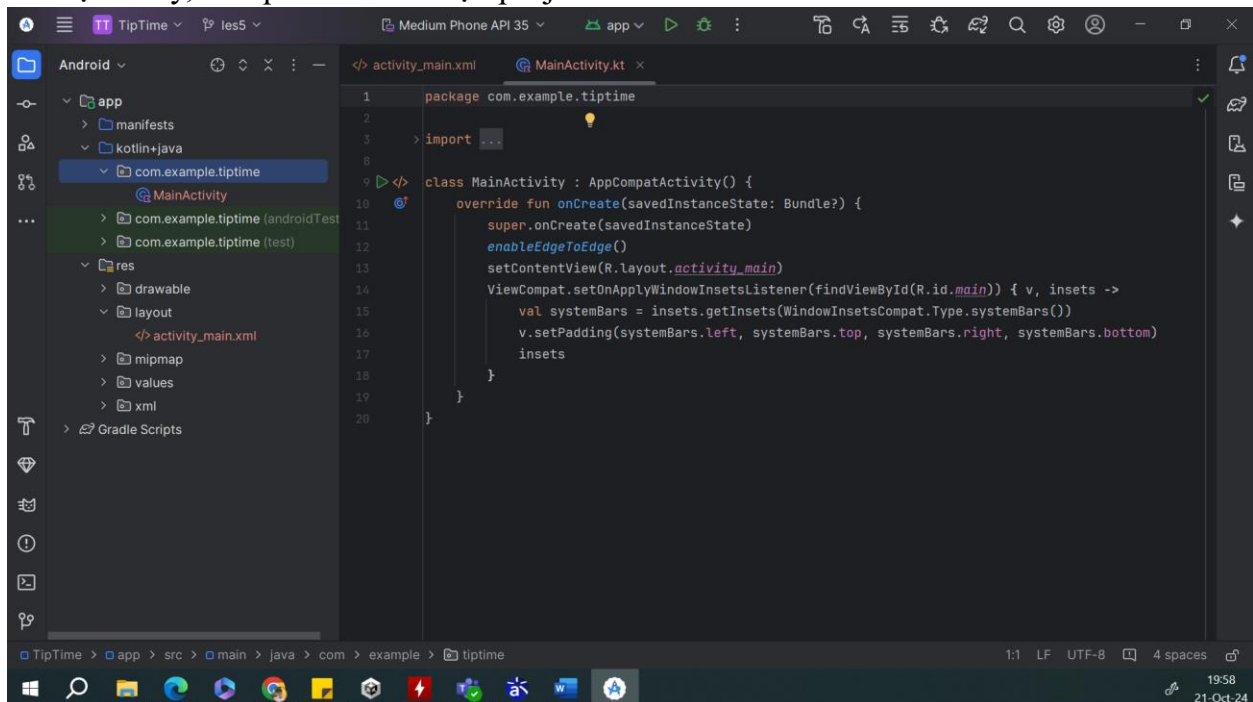 TT TipTime les5 Medium Phone API 35 app
Android
activity_main.xml MainActivity.kt
app
manifests
kotlin+java
com.example.tiptime
MainActivity
com.example.tiptime (androidTest
com.example.tiptime (test)
res
drawable
layout
activity_main.xml
mipmap
values
xml
Gradle Scripts
1 package com.example.tiptime
2
3 import ...
8
9 class MainActivity : AppCompatActivity() {
10 override fun onCreate(savedInstanceState: Bundle?) {
11 super.onCreate(savedInstanceState)
12 enableEdgeToEdge()
13 setContentView(R.layout.activity_main)
14 ViewCompat.setOnApplyWindowInsetsListener(findViewById(R.id.main)) { v, insets ->
15 val systemBars = insets.getInsets(WindowInsetsCompat.Type.systemBars())
16 v.setPadding(systemBars.left, systemBars.top, systemBars.right, systemBars.bottom)
17 insets
18 }
19 }
20 }
TipTime > app > src > main > java > com > example > tiptime 1:1 LF UTF-8 4 spaces
19:58
21-Oct-24